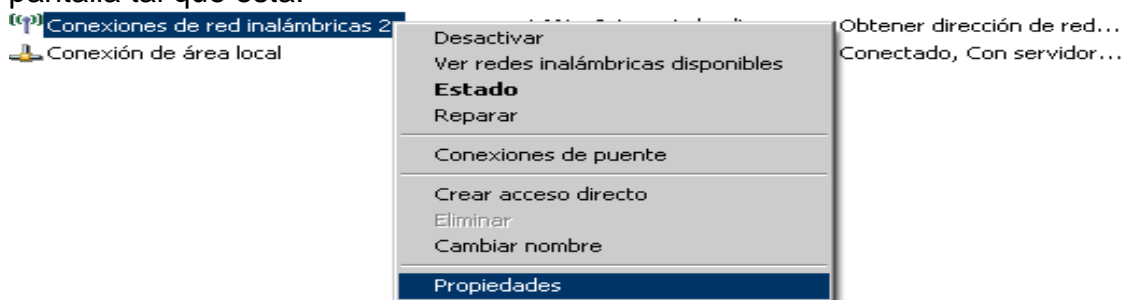 pantalla tal que esta:
Conexiones de red inalámbricas 2
Obtener dirección de red...
Conexión de área local
Conectado, Con servidor...
Desactivar
Ver redes inalámbricas disponibles
Estado
Reparar
Conexiones de puente
Crear acceso directo
Eliminar
Cambiar nombre
Propiedades